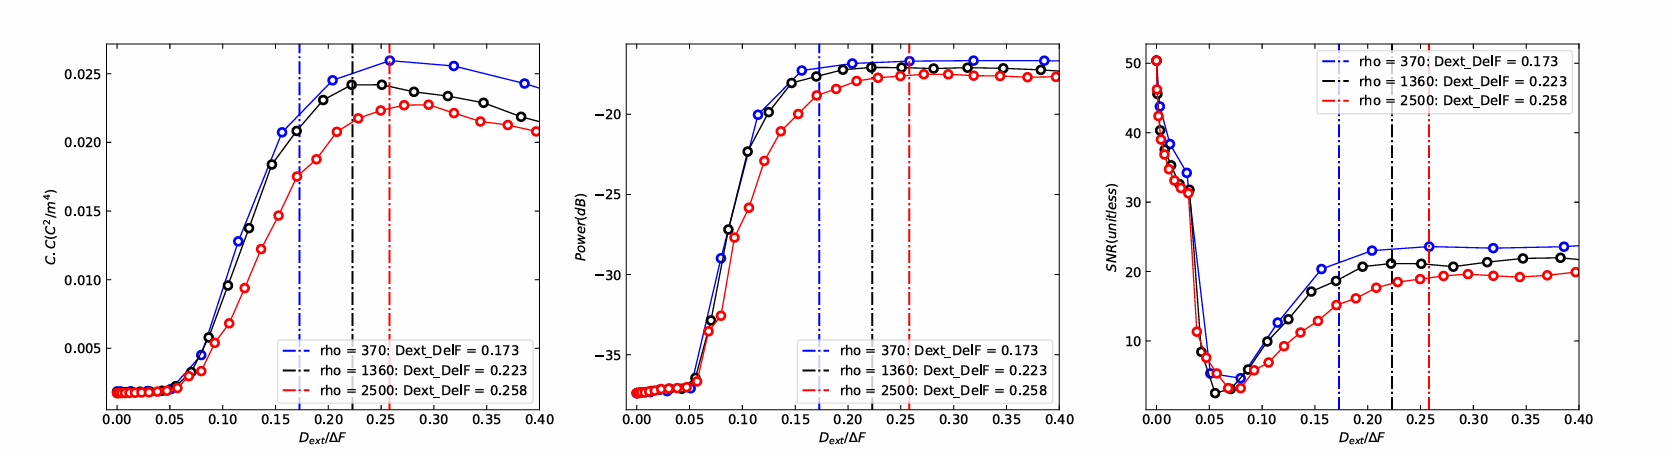 0.025
0.020
0.015
0.010
0.005
C. C(C²/m⁴)
rho = 370: Dext_DelF = 0.173
rho = 1360: Dext_DelF = 0.223
rho = 2500: Dext_DelF = 0.258
0.00 0.05 0.10 0.15 0.20 0.25 0.30 0.35 0.40
D_ext/ΔF
−20
−25
−30
−35
Power(dB)
rho = 370: Dext_DelF = 0.173
rho = 1360: Dext_DelF = 0.223
rho = 2500: Dext_DelF = 0.258
0.00 0.05 0.10 0.15 0.20 0.25 0.30 0.35 0.40
D_ext/ΔF
50
40
30
20
10
SNR(unitless)
rho = 370: Dext_DelF = 0.173
rho = 1360: Dext_DelF = 0.223
rho = 2500: Dext_DelF = 0.258
0.00 0.05 0.10 0.15 0.20 0.25 0.30 0.35 0.40
D_ext/ΔF